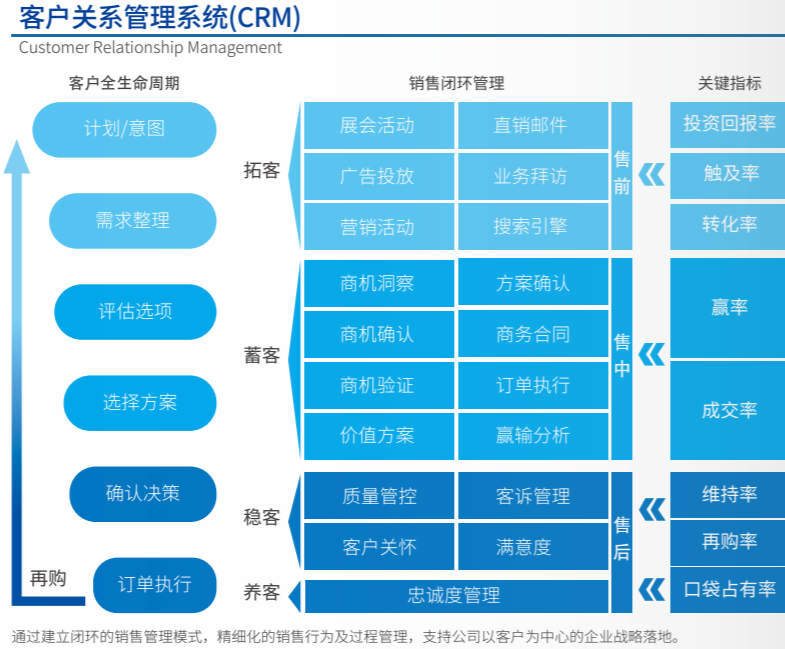 客户关系管理系统(CRM)
Customer Relationship Management
客户全生命周期
销售闭环管理
关键指标
计划/意图
需求整理
评估选项
选择方案
确认决策
订单执行
再购
拓客
展会活动
直销邮件
广告投放
业务拜访
营销活动
搜索引擎
售前
投资回报率
触及率
转化率
蓄客
商机洞察
方案确认
商机确认
商务合同
商机验证
订单执行
价值方案
赢输分析
售中
赢率
成交率
稳客
质量管控
客诉管理
客户关怀
满意度
养客
忠诚度管理
售后
维持率
再购率
口袋占有率
通过建立闭环的销售管理模式，精细化的销售行为及过程管理，支持公司以客户为中心的企业战略落地。